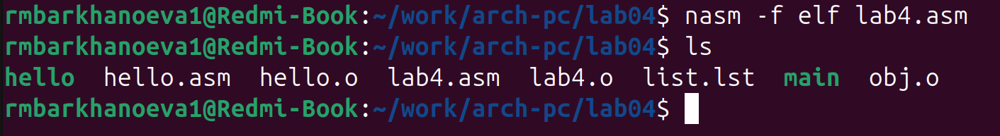 rmbarkhanoeva1@Redmi-Book:~/work/arch-pc/lab04$ nasm -f elf lab4.asm
rmbarkhanoeva1@Redmi-Book:~/work/arch-pc/lab04$ ls
hello  hello.asm  hello.o  lab4.asm  lab4.o  list.lst  main  obj.o
rmbarkhanoeva1@Redmi-Book:~/work/arch-pc/lab04$